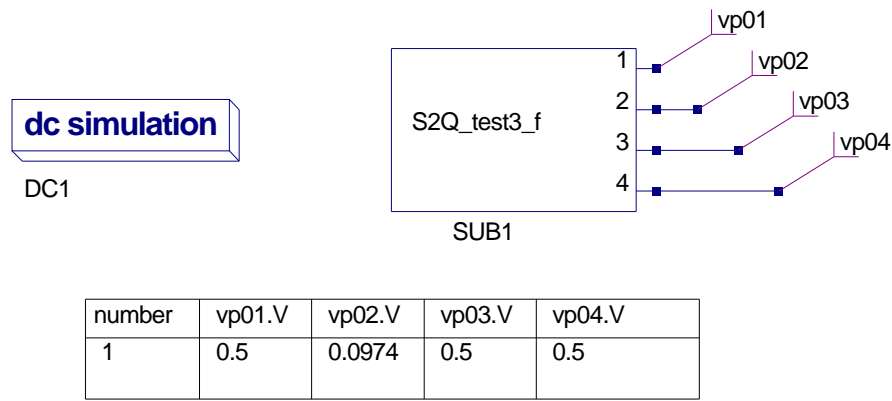 vp01
1
vp02
2
dc simulation
S2Q_test3_f
vp03
3
vp04
4
DC1
SUB1
number vp01.V vp02.V vp03.V vp04.V
1 0.5 0.0974 0.5 0.5